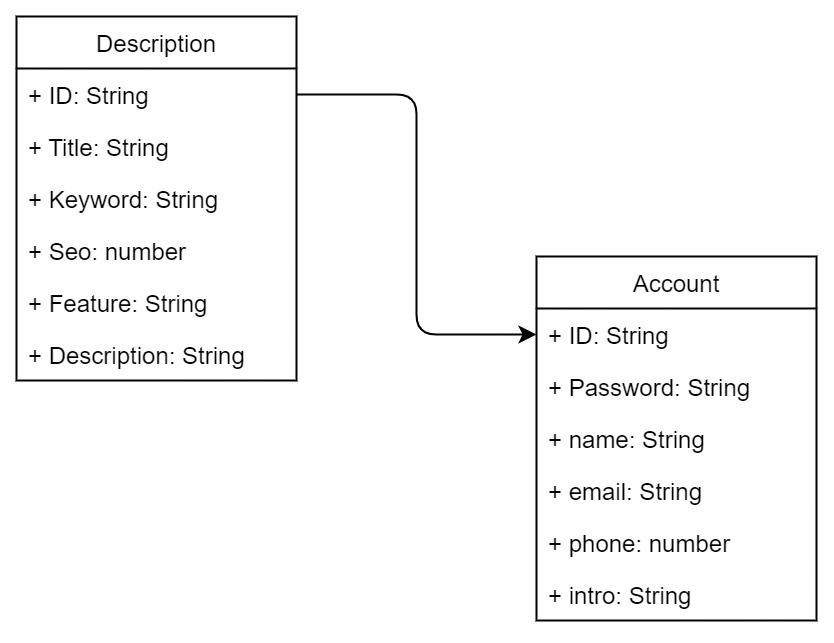 Description
+ ID: String
+ Title: String
+ Keyword: String
+ Seo: number
+ Feature: String
+ Description: String
Account
+ ID: String
+ Password: String
+ name: String
+ email: String
+ phone: number
+ intro: String